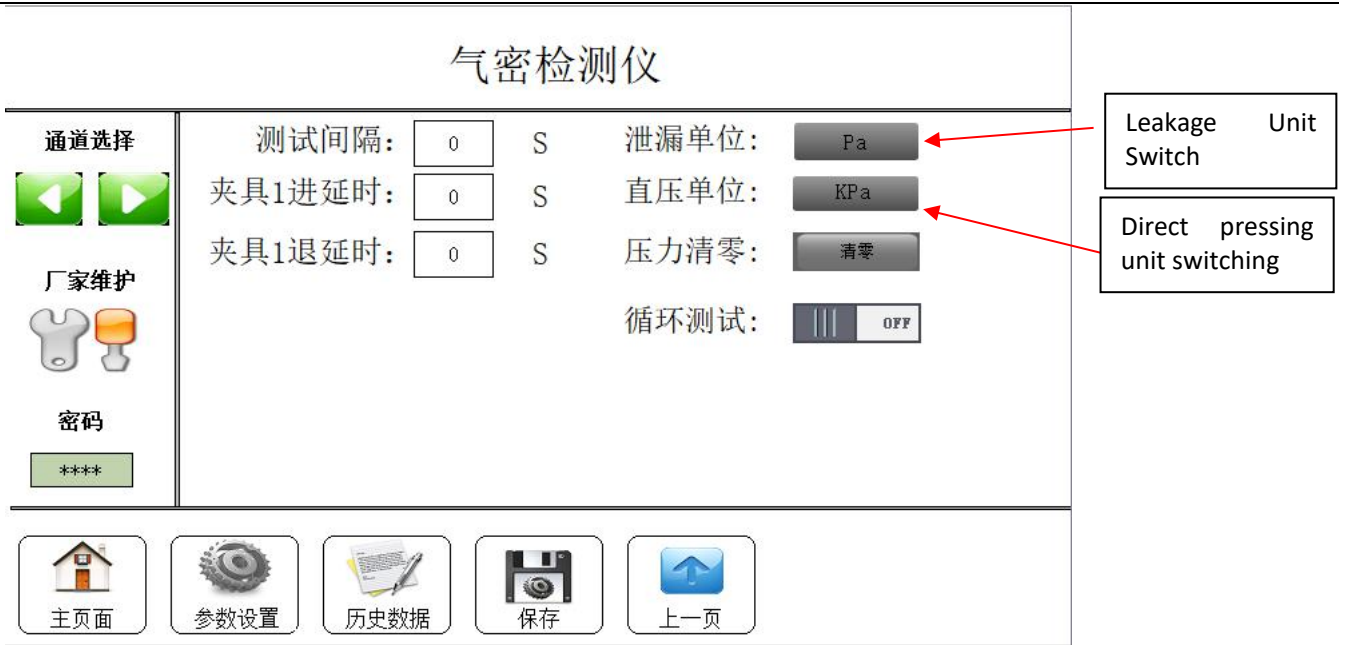 气密检测仪
通道选择
厂家维护
密码
****
测试间隔: 0 S
夹具1进延时: 0 S
夹具1退延时: 0 S
泄漏单位: Pa
直压单位: KPa
压力清零: 清零
循环测试: OFF
Leakage Unit
Switch
Direct pressing
unit switching
主页面
参数设置
历史数据
保存
上一页